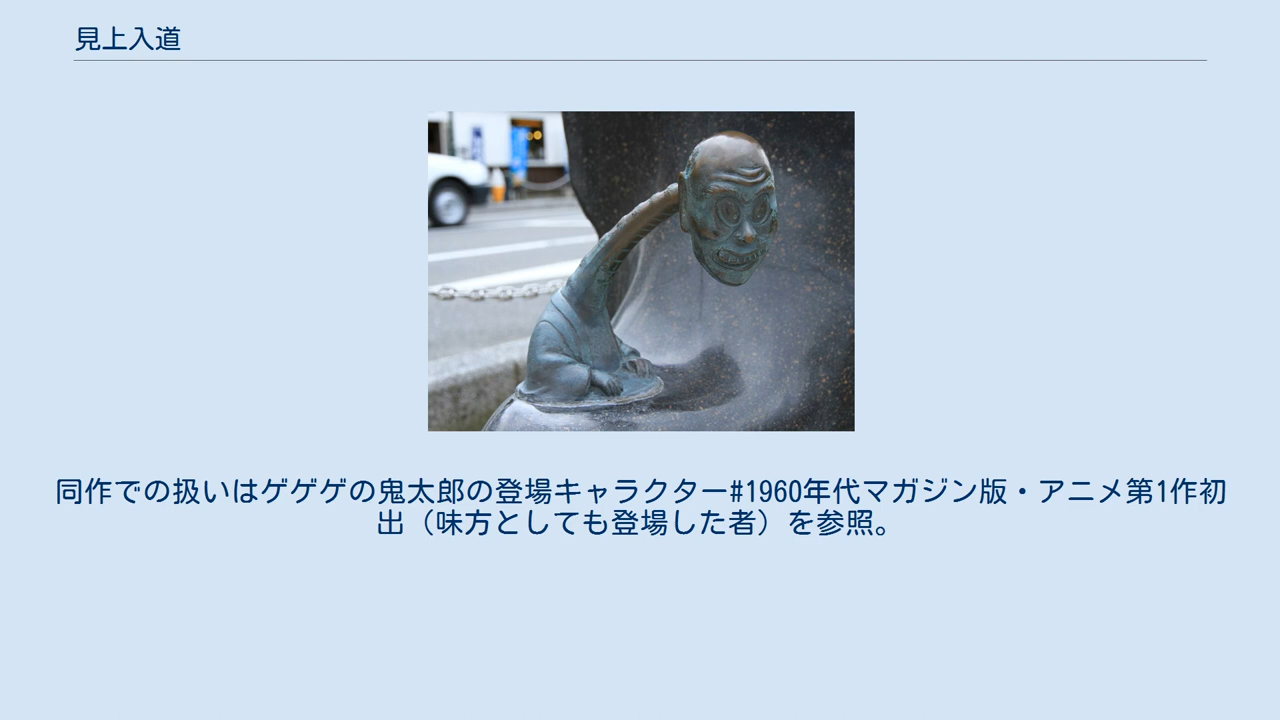 見上入道
同作での扱いはゲゲゲの鬼太郎の登場キャラクター#1960年代マガジン版・アニメ第1作初
出（味方としても登場した者）を参照。